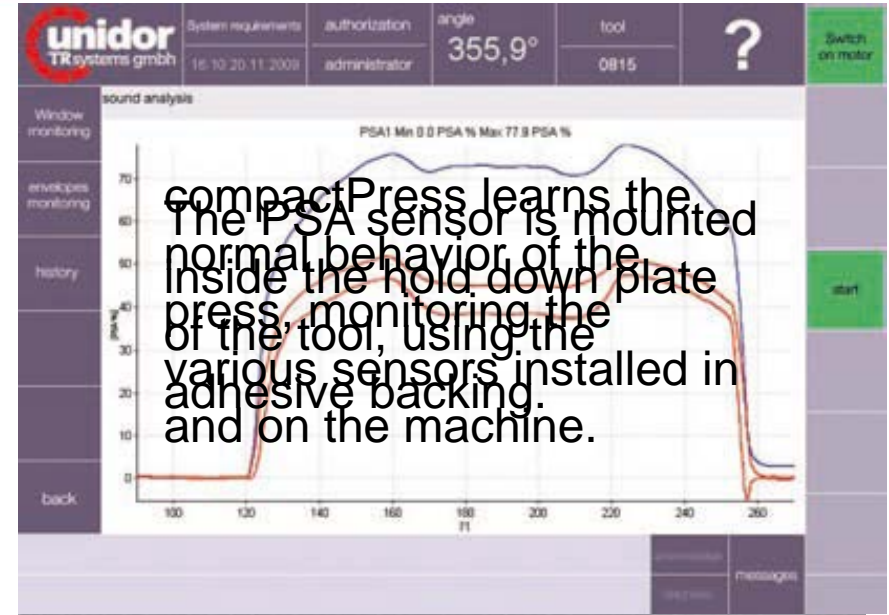 unidor
TRsystems gmbh
System requirements
16:10 20.11.2009
authorization
administrator
angle
355,9°
tool
0815
?
Switch
on motor
Window
monitoring
envelopes
monitoring
history
back
start
messages
sound analysis
PSA1 Min 0.0 PSA % Max 77.9 PSA %
70
60
50
40
30
20
10
0
[PSA %]
100
120
140
160
180
200
220
240
260
[°]
compactPress learns the
normal behavior of the
press, monitoring the
various sensors installed in
and on the machine.
The PSA sensor is mounted
inside the hold down plate
of the tool, using the
adhesive backing.